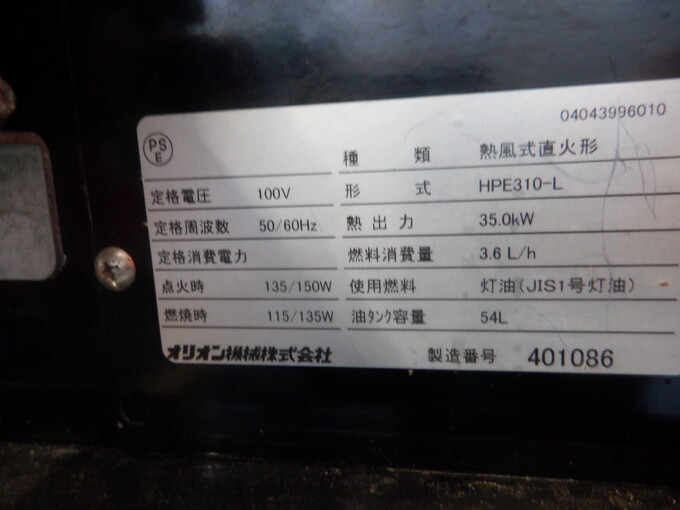 04043996010
PS
E
種 類 熱風式直火形
定格電圧 100V 形 式 HPE310-L
定格周波数 50/60Hz 熱出力 35.0kW
定格消費電力 燃料消費量 3.6 L/h
点火時 135/150W 使用燃料 灯油(JIS1号灯油)
燃焼時 115/135W 油タンク容量 54L
オリオン機械株式会社 製造番号 401086